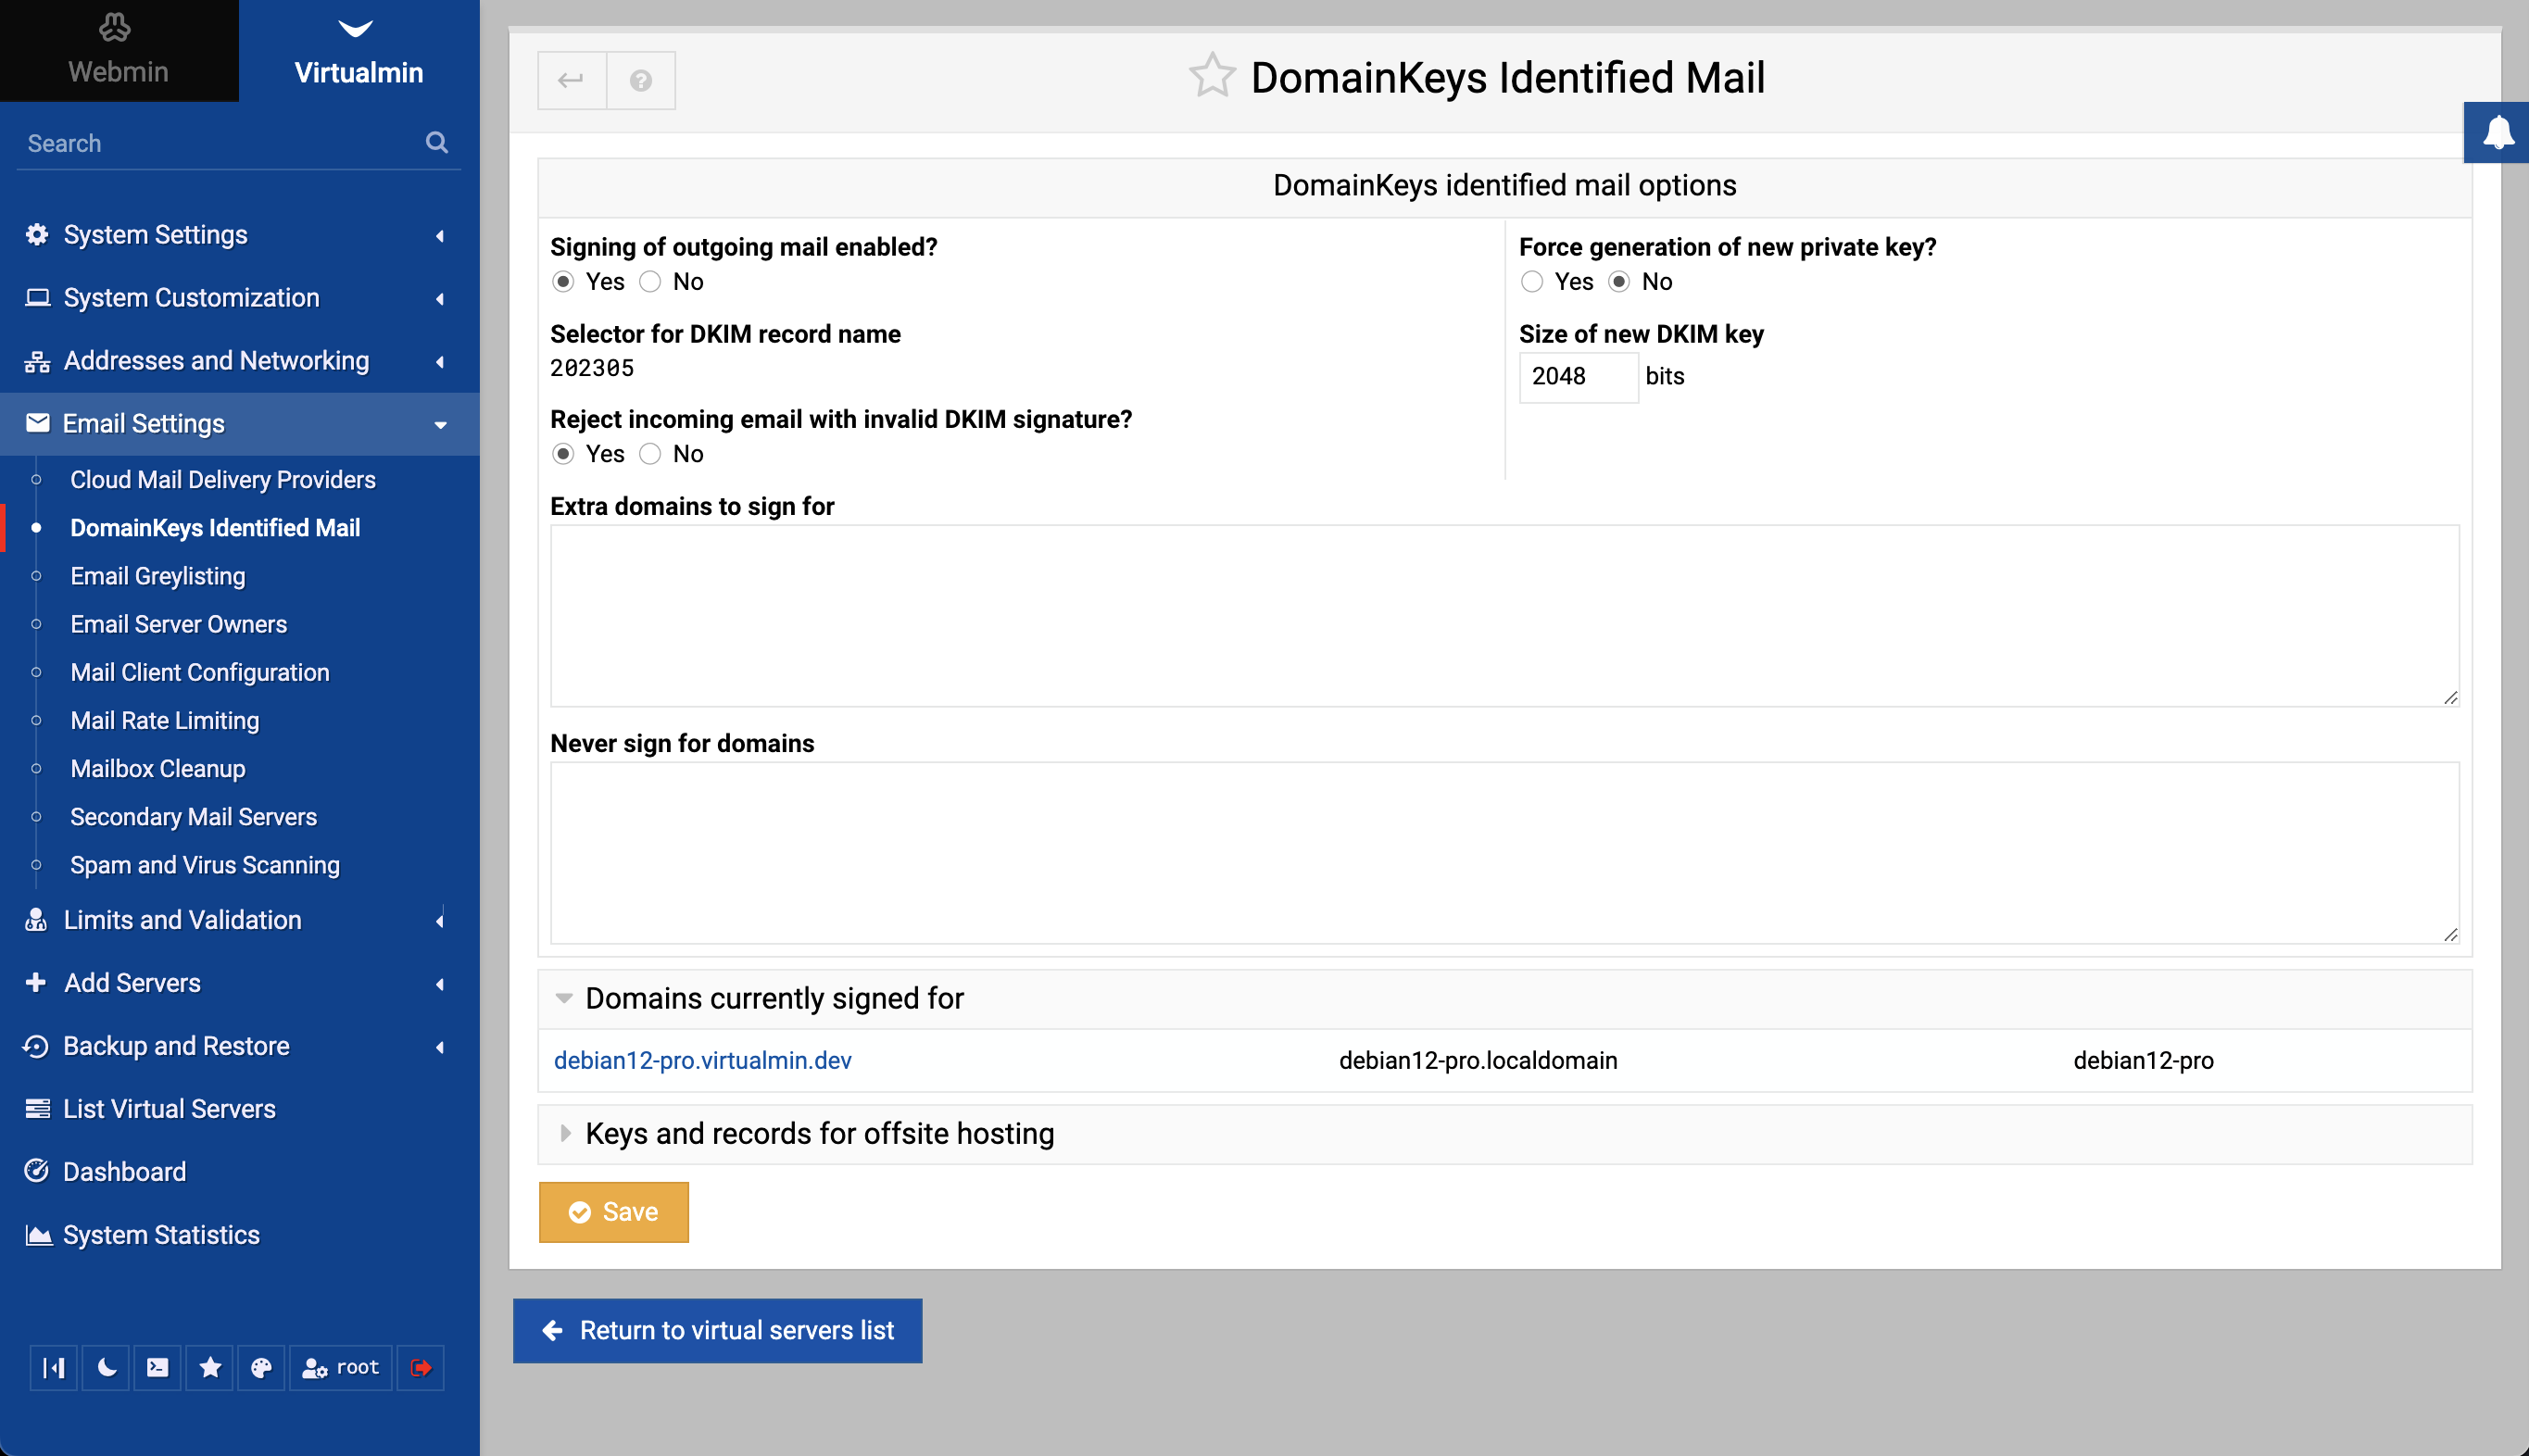 Webmin
Virtualmin
Search
System Settings
System Customization
Addresses and Networking
Email Settings
Cloud Mail Delivery Providers
DomainKeys Identified Mail
Email Greylisting
Email Server Owners
Mail Client Configuration
Mail Rate Limiting
Mailbox Cleanup
Secondary Mail Servers
Spam and Virus Scanning
Limits and Validation
Add Servers
Backup and Restore
List Virtual Servers
Dashboard
System Statistics
root
DomainKeys Identified Mail
DomainKeys identified mail options
Signing of outgoing mail enabled?
Yes No
Selector for DKIM record name
202305
Reject incoming email with invalid DKIM signature?
Yes No
Force generation of new private key?
Yes No
Size of new DKIM key
2048 bits
Extra domains to sign for
Never sign for domains
Domains currently signed for
debian12-pro.virtualmin.dev debian12-pro.localdomain debian12-pro
Keys and records for offsite hosting
Save
Return to virtual servers list